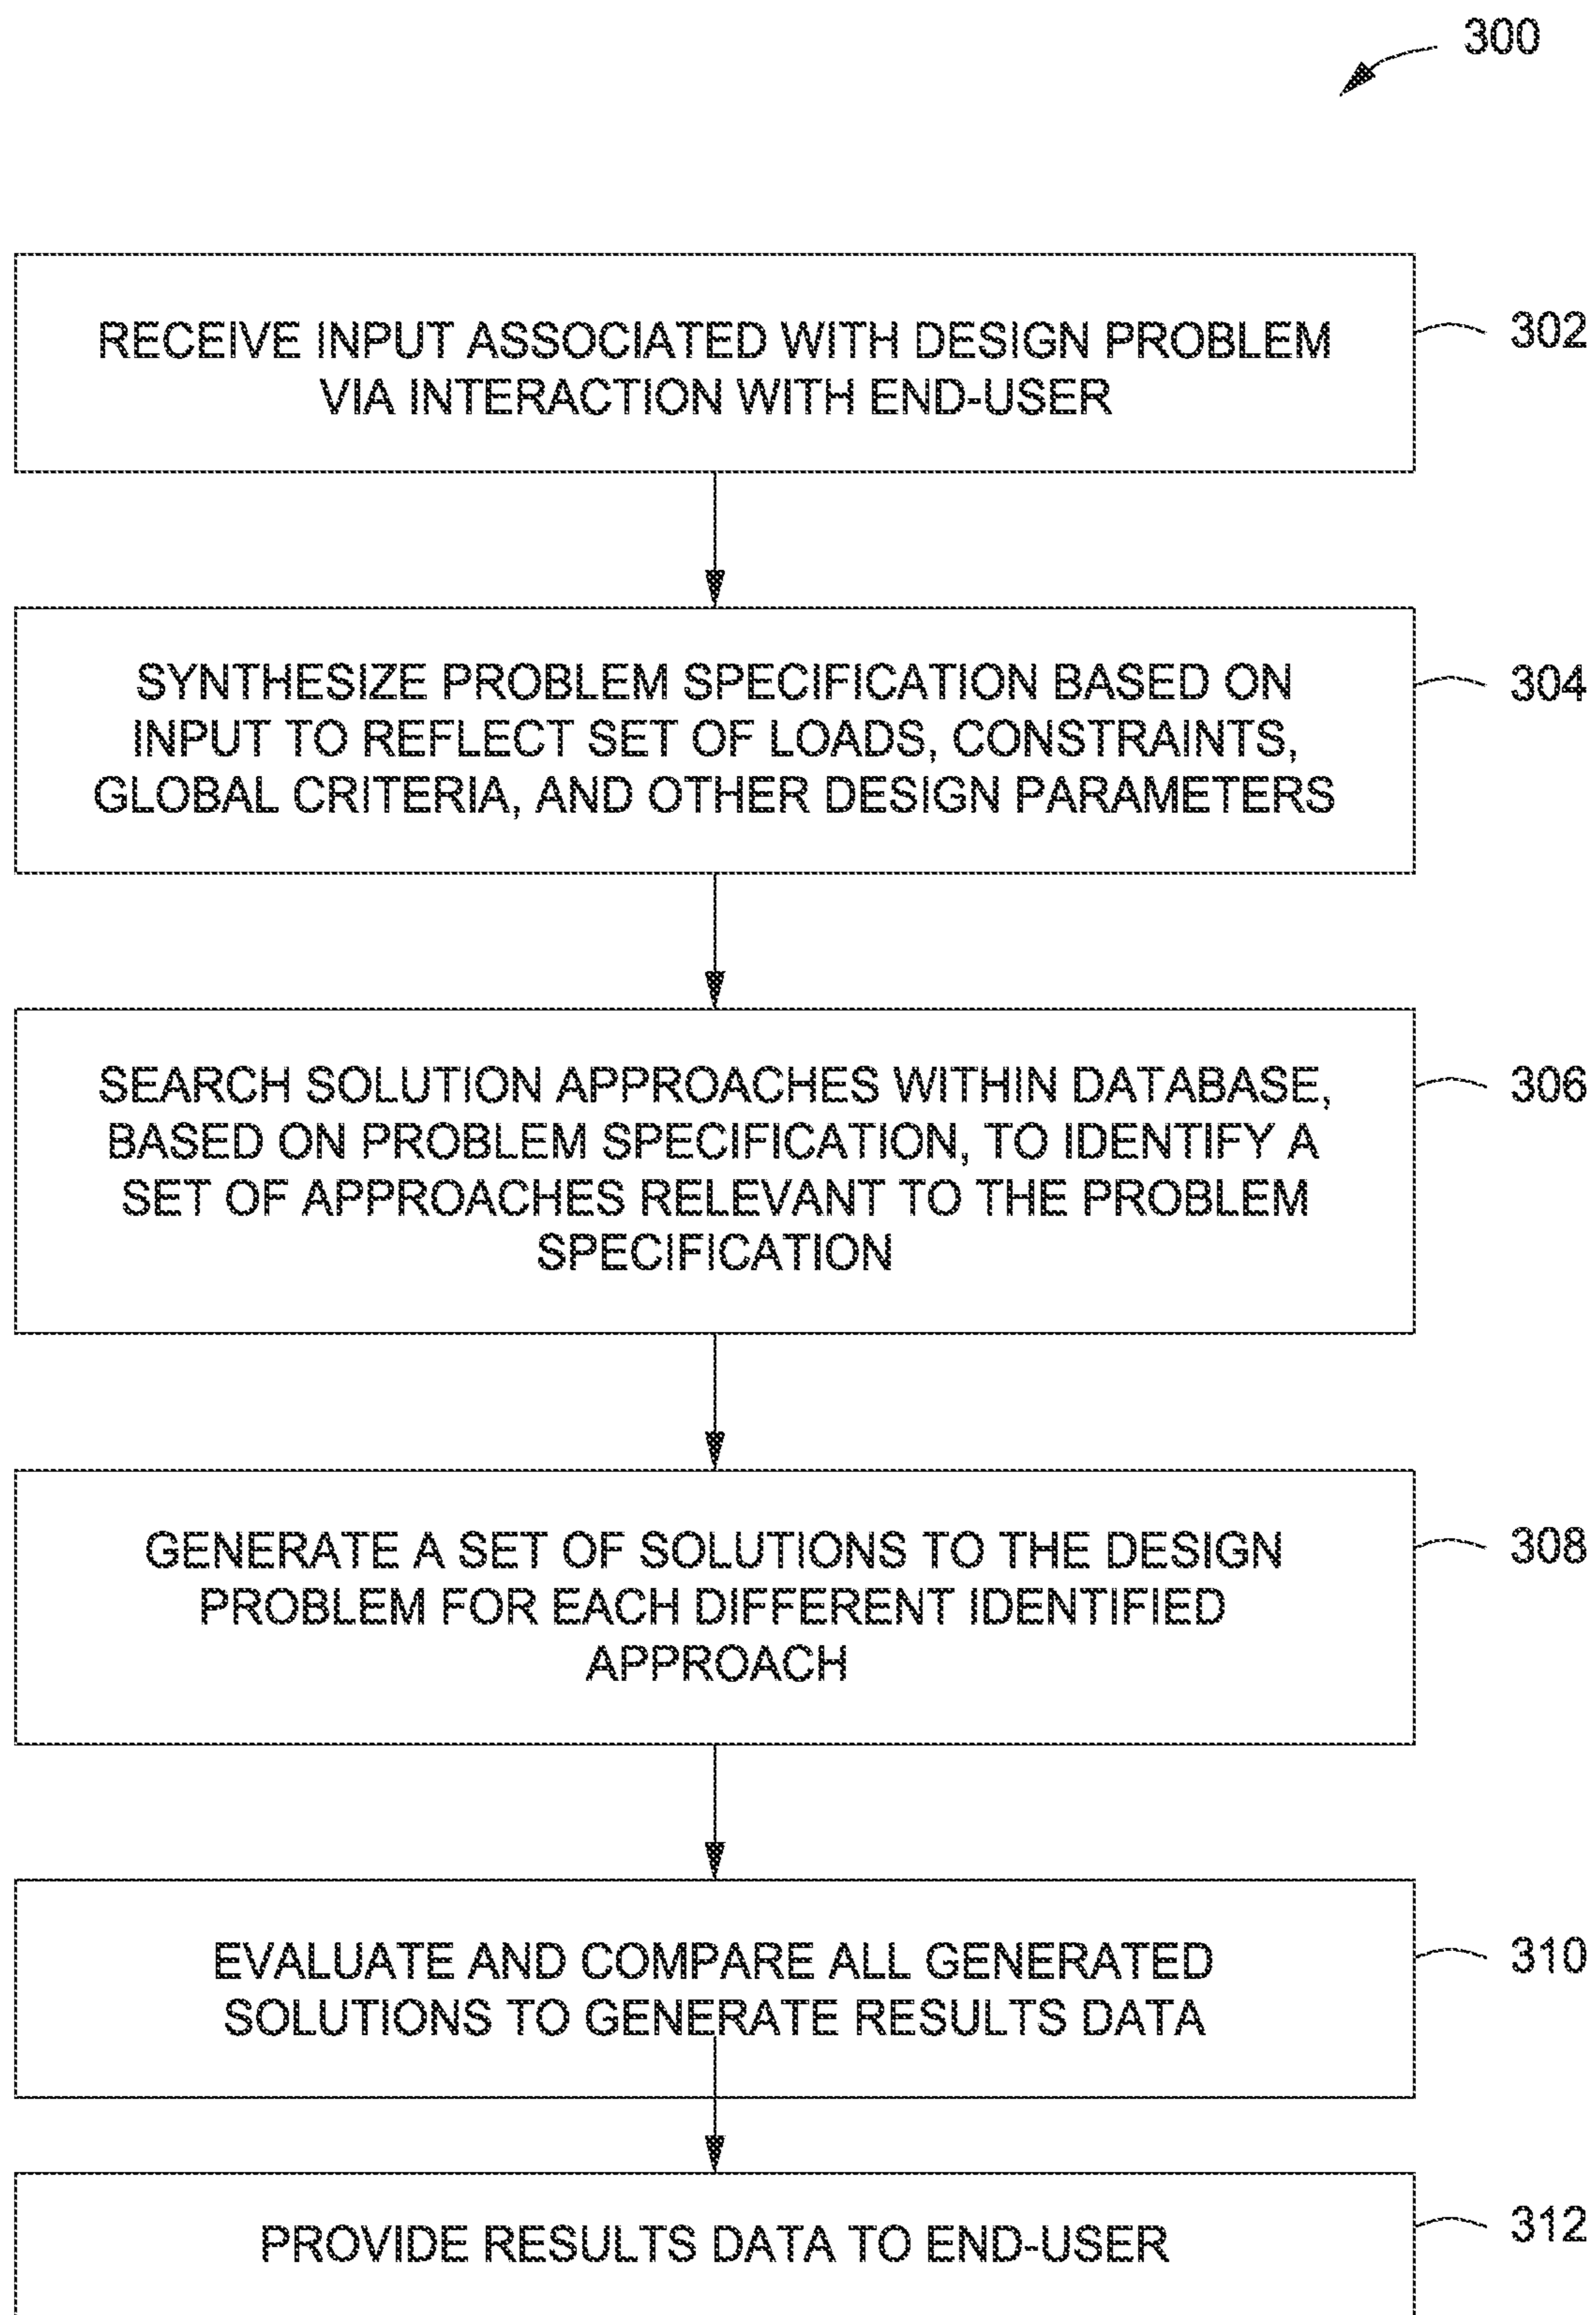 300
RECEIVE INPUT ASSOCIATED WITH DESIGN PROBLEM
VIA INTERACTION WITH END-USER
302
SYNTHESIZE PROBLEM SPECIFICATION BASED ON
INPUT TO REFLECT SET OF LOADS, CONSTRAINTS,
GLOBAL CRITERIA, AND OTHER DESIGN PARAMETERS
304
SEARCH SOLUTION APPROACHES WITHIN DATABASE,
BASED ON PROBLEM SPECIFICATION, TO IDENTIFY A
SET OF APPROACHES RELEVANT TO THE PROBLEM
SPECIFICATION
306
GENERATE A SET OF SOLUTIONS TO THE DESIGN
PROBLEM FOR EACH DIFFERENT IDENTIFIED
APPROACH
308
EVALUATE AND COMPARE ALL GENERATED
SOLUTIONS TO GENERATE RESULTS DATA
310
PROVIDE RESULTS DATA TO END-USER
312